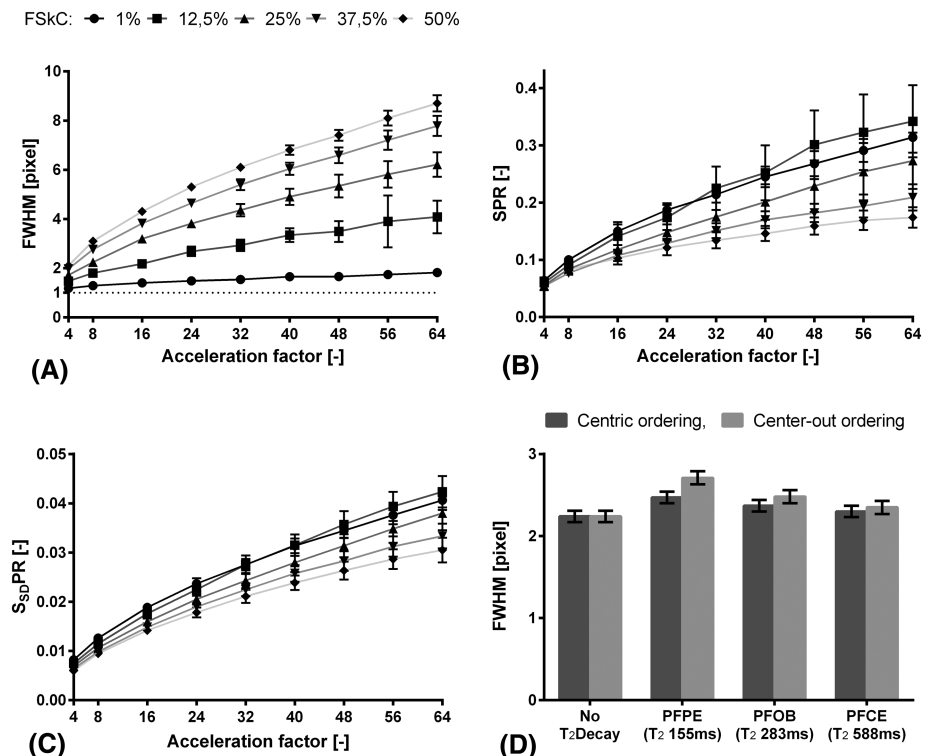 FSkC: 1% 12,5% 25% 37,5% 50%
FWHM [pixel]
10
8
6
4
2
1
0
4 8 16 24 32 40 48 56 64
Acceleration factor [-]
(A)
SPR [-]
0.4
0.3
0.2
0.1
0.0
4 8 16 24 32 40 48 56 64
Acceleration factor [-]
(B)
SSDPR [-]
0.05
0.04
0.03
0.02
0.01
0.00
4 8 16 24 32 40 48 56 64
Acceleration factor [-]
(C)
Centric ordering, Center-out ordering
FWHM [pixel]
3
2
1
0
No PFPE PFOB PFCE
T2Decay (T2 155ms) (T2 283ms) (T2 588ms)
(D)